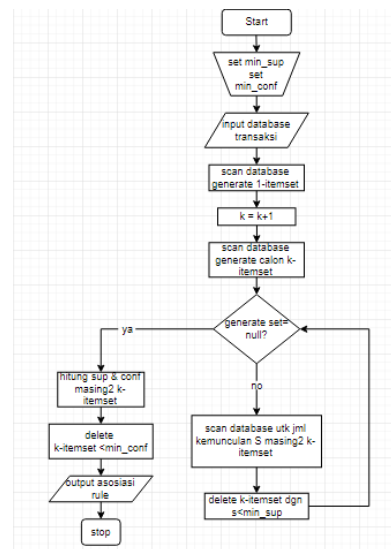 Start
set min_sup
set
min_conf
input database
transaksi
scan database
generate 1-itemset
k = k+1
scan database
generate calon k-
itemset
generate set=
null?
ya
no
hitung sup & conf
masing2 k-
itemset
delete
k-itemset <min_conf
output asosiasi
rule
stop
scan database utk jml
kemunculan S masing2 k-
itemset
delete k-itemset dgn
s<min_sup